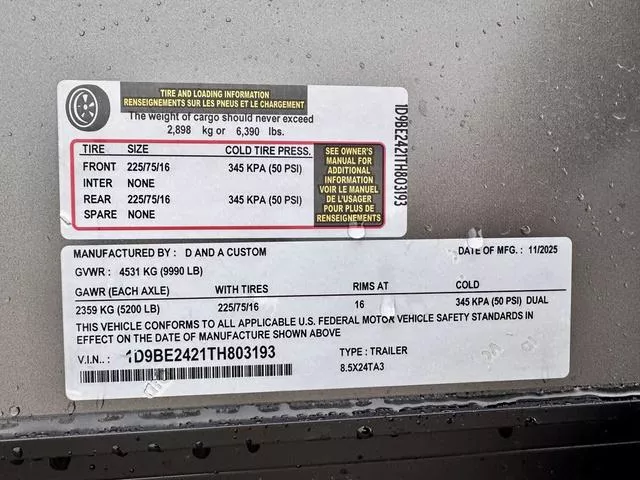 TIRE AND LOADING INFORMATION
RENSEIGNEMENTS SUR LES PNEUS ET LE CHARGEMENT
The weight of cargo should never exceed
2,898 kg or 6,390 lbs.
TIRE SIZE COLD TIRE PRESS.
FRONT 225/75/16 345 KPA (50 PSI)
INTER NONE
REAR 225/75/16 345 KPA (50 PSI)
SPARE NONE
SEE OWNER'S
MANUAL FOR
ADDITIONAL
INFORMATION
VOIR LE MANUEL
DE L'USAGER
POUR PLUS DE
RENSEIGNEMENTS
1D9BE2421TH803193
MANUFACTURED BY : D AND A CUSTOM DATE OF MFG. : 11/2025
GVWR : 4531 KG (9990 LB)
GAWR (EACH AXLE) WITH TIRES RIMS AT COLD
2359 KG (5200 LB) 225/75/16 16 345 KPA (50 PSI) DUAL
THIS VEHICLE CONFORMS TO ALL APPLICABLE U.S. FEDERAL MOTOR VEHICLE SAFETY STANDARDS IN
EFFECT ON THE DATE OF MANUFACTURE SHOWN ABOVE
V.I.N.. : 1D9BE2421TH803193 TYPE : TRAILER
8.5X24TA3